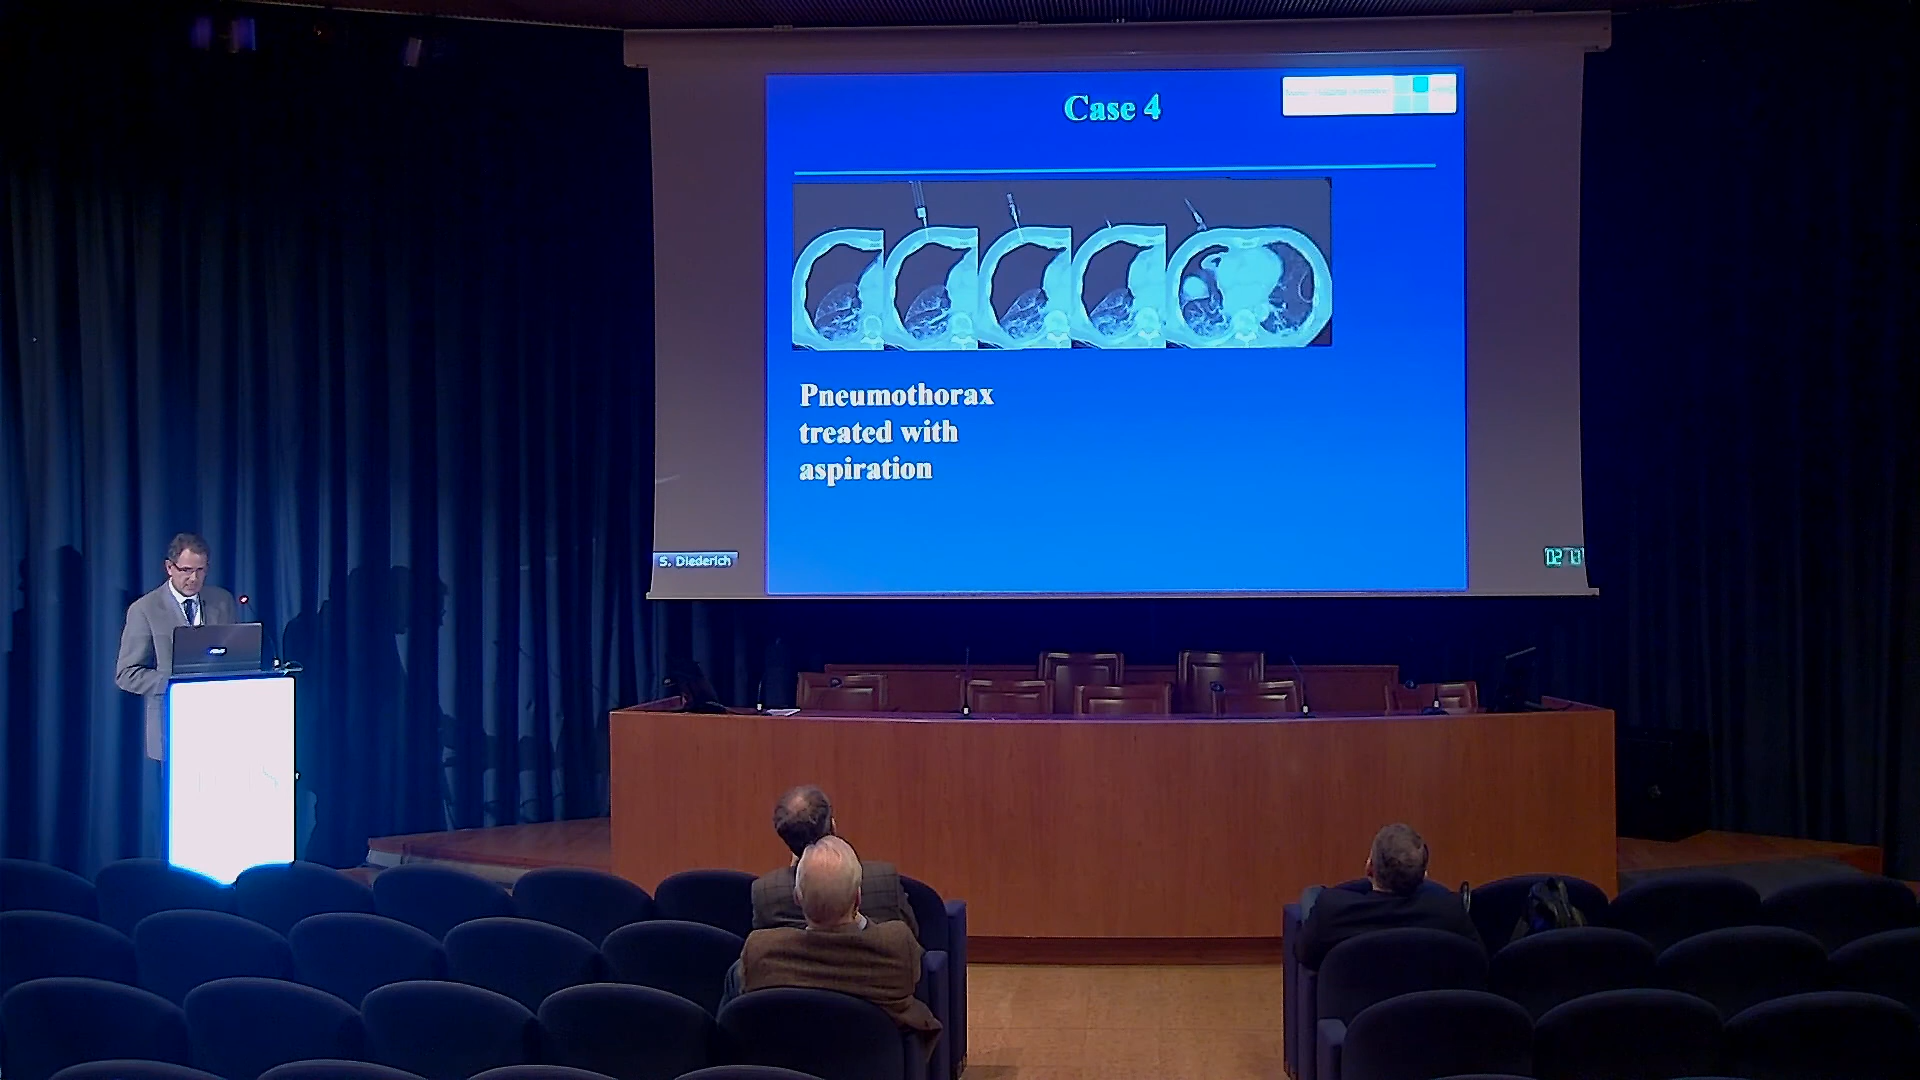 Case 4
Pneumothorax
treated with
aspiration
S. Diederich